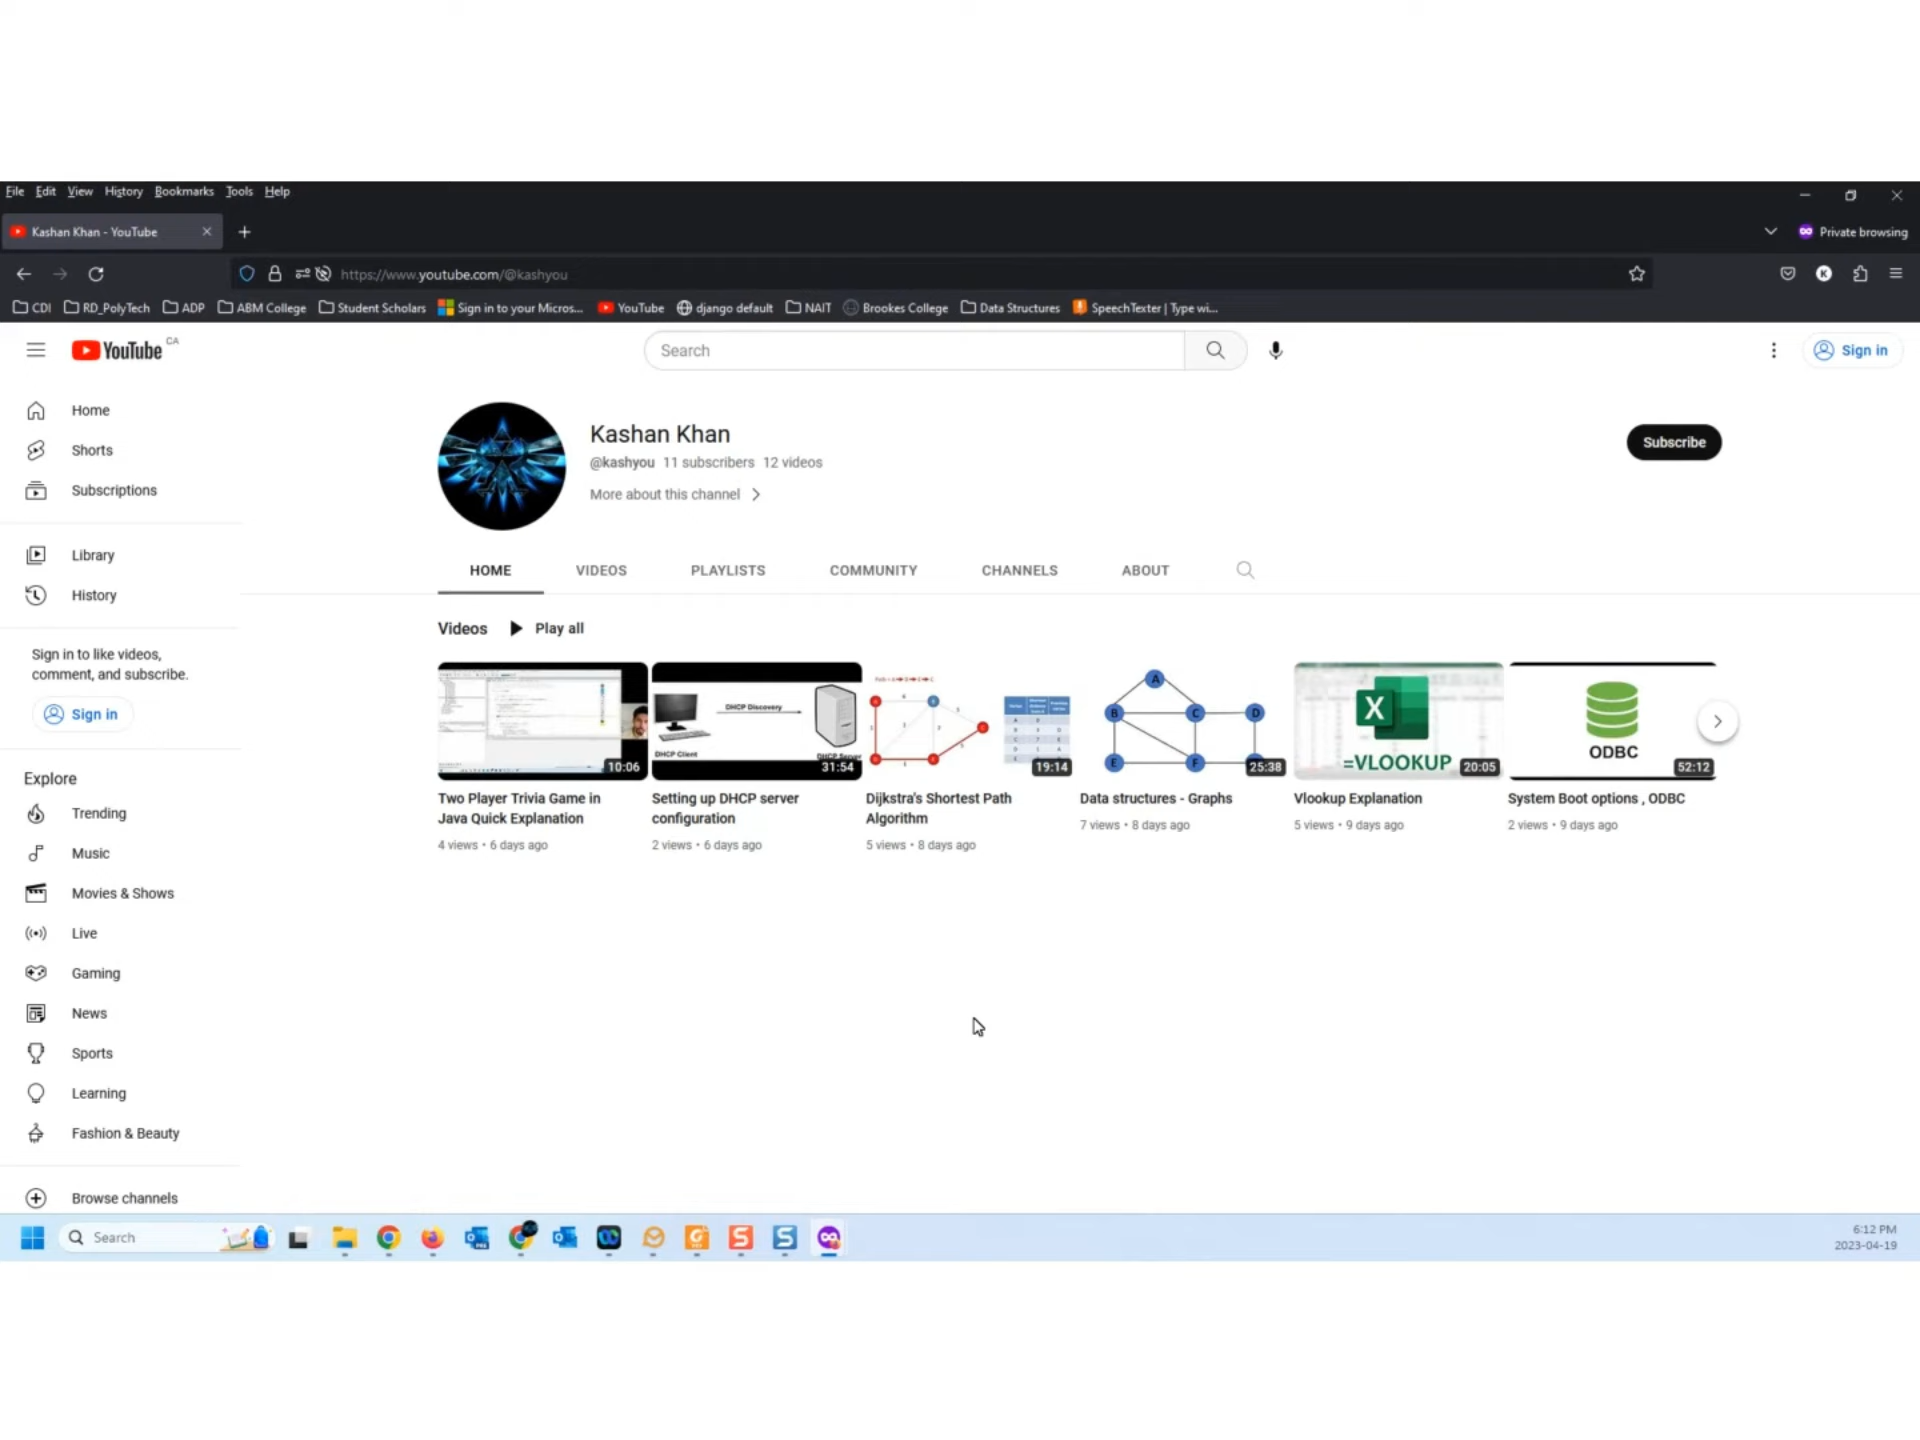 File Edit View History Bookmarks Tools Help
Kashan Khan - YouTube
Private browsing
https://www.youtube.com/@kashyou
CDI RD_PolyTech ADP ABM College Student Scholars Sign in to your Micros... YouTube django default NAIT Brookes College Data Structures SpeechTexter | Type wi...
YouTube CA
Search
Sign in
Home
Shorts
Subscriptions
Library
History
Sign in to like videos,
comment, and subscribe.
Sign in
Explore
Trending
Music
Movies & Shows
Live
Gaming
News
Sports
Learning
Fashion & Beauty
Browse channels
Kashan Khan
@kashyou 11 subscribers 12 videos
More about this channel
Subscribe
HOME VIDEOS PLAYLISTS COMMUNITY CHANNELS ABOUT
Videos Play all
10:06
Two Player Trivia Game in
Java Quick Explanation
4 views • 6 days ago
DHCP Discovery
DHCP Client
DHCP Server
31:54
Setting up DHCP server
configuration
2 views • 6 days ago
19:14
Dijkstra's Shortest Path
Algorithm
5 views • 8 days ago
A
B C D
E F
25:38
Data structures - Graphs
7 views • 8 days ago
X
=VLOOKUP
20:05
Vlookup Explanation
5 views • 9 days ago
ODBC
52:12
System Boot options , ODBC
2 views • 9 days ago
Search
6:12 PM
2023-04-19